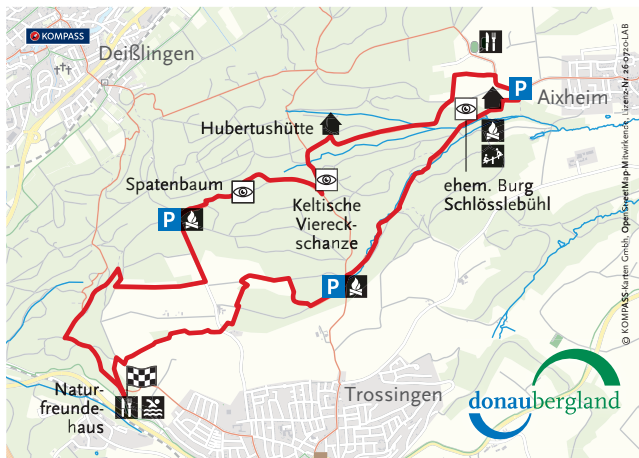 KOMPASS
Deißlingen
P
Aixheim
Hubertushütte
Spatenbaum
ehem. Burg
Schlösslebühl
Keltische
Viereck-
schanze
P
P
Natur-
freunde-
haus
Trossingen
donaubergland
© KOMPASS-Karten Gmbh, OpenStreetMap-Mitwirkende, Lizenz-Nr. 26-0720-LAB